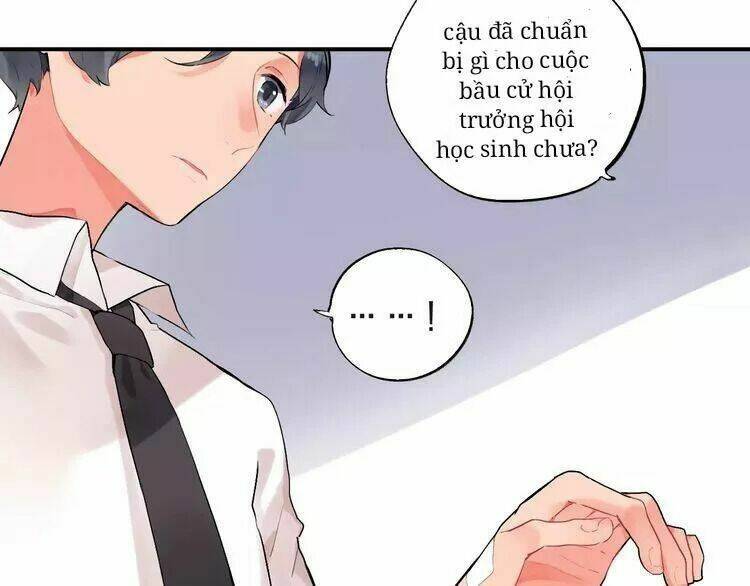 cậu đã chuẩn
bị gì cho cuộc
bầu cử hội
trưởng hội
học sinh chưa?
... ... !